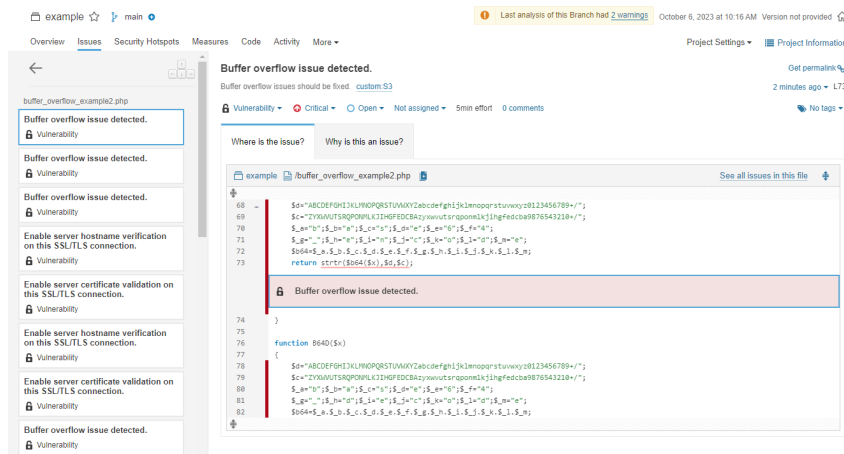 example main
Last analysis of this Branch had 2 warnings October 6, 2023 at 10:16 AM Version not provided
Overview Issues Security Hotspots Measures Code Activity More
Project Settings Project Information
Buffer overflow issue detected.
Get permalink
Buffer overflow issues should be fixed. custom:S3
2 minutes ago L73
Vulnerability Critical Open Not assigned 5min effort 0 comments
No tags
buffer_overflow_example2.php
Buffer overflow issue detected.
Vulnerability
Buffer overflow issue detected.
Vulnerability
Buffer overflow issue detected.
Vulnerability
Enable server hostname verification
on this SSL/TLS connection.
Vulnerability
Enable server certificate validation on
this SSL/TLS connection.
Vulnerability
Enable server hostname verification
on this SSL/TLS connection.
Vulnerability
Enable server certificate validation on
this SSL/TLS connection.
Vulnerability
Buffer overflow issue detected.
Vulnerability
Where is the issue? Why is this an issue?
example /buffer_overflow_example2.php See all issues in this file
68 $d="ABCDEFGHIJKLMNOPQRSTUVWXYZabcdefghijklmnopqrstuvwxyz0123456789+/";
69 $c="ZYXWVUTSRQPONMLKJIHGFEDCBAzyxwvutsrqponmlkjihgfedcba9876543210+/";
70 $_a="b";$_b="a";$_c="s";$_d="e";$_e="6";$_f="4";
71 $_g="_";$_h="e";$_i="n";$_j="c";$_k="o";$_l="d";$_m="e";
72 $b64=$_a.$_b.$_c.$_d.$_e.$_f.$_g.$_h.$_i.$_j.$_k.$_l.$_m;
73 return strtr($b64($x),$d,$c);
Buffer overflow issue detected.
74 }
75
76 function B64D($x)
77 {
78 $d="ABCDEFGHIJKLMNOPQRSTUVWXYZabcdefghijklmnopqrstuvwxyz0123456789+/";
79 $c="ZYXWVUTSRQPONMLKJIHGFEDCBAzyxwvutsrqponmlkjihgfedcba9876543210+/";
80 $_a="b";$_b="a";$_c="s";$_d="e";$_e="6";$_f="4";
81 $_g="_";$_h="d";$_i="e";$_j="c";$_k="o";$_l="d";$_m="e";
82 $b64=$_a.$_b.$_c.$_d.$_e.$_f.$_g.$_h.$_i.$_j.$_k.$_l.$_m;